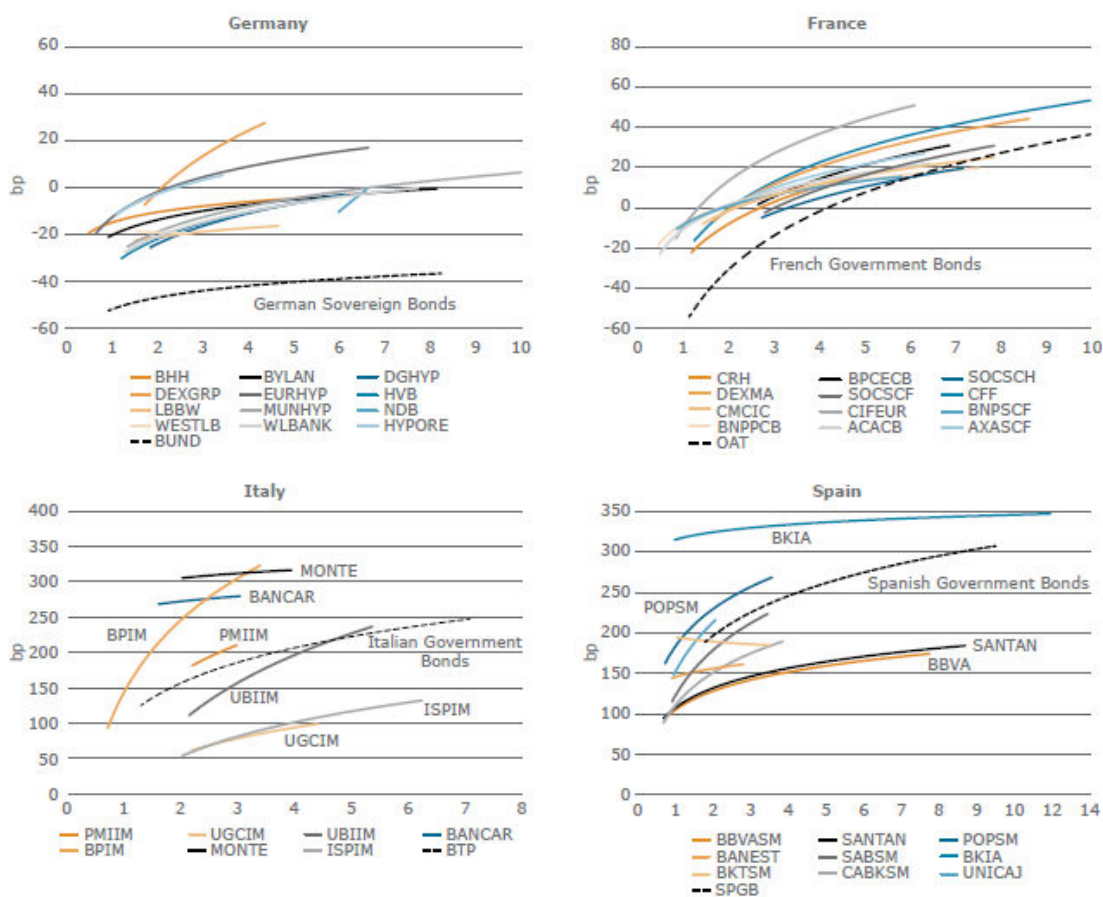 Germany
60
40
20
0
-20
-40
-60
bp
German Sovereign Bonds
0 1 2 3 4 5 6 7 8 10
BHH BYLAN DGHYP
DEXGRP EURHYP HVB
LBBW MUNHYP NDB
WESTLB WLBANK HYPORE
BUND
France
80
60
40
20
0
-20
-40
-60
bp
French Government Bonds
0 1 2 3 4 5 6 7 8 9 10
CRH BPCECB SOCSCH
DEXMA SOCSCF CFF
CMCIC CIFEUR BNPSCF
BNPPCB ACACB AXASCF
OAT
Italy
400
350
300
250
200
150
100
50
0
bp
MONTE
BANCAR
BPIM
PMIIM
Italian Government
Bonds
UBIIM
ISPIM
UGCIM
0 1 2 3 4 5 6 7 8
PMIIM UGCIM UBIIM BANCAR
BPIM MONTE ISPIM BTP
Spain
350
300
250
200
150
100
50
0
bp
BKIA
Spanish Government Bonds
POPSM
SANTAN
BBVA
0 1 2 3 4 5 6 7 8 9 10 12 14
BBVASM SANTAN POPSM
BANEST SABSM BKIA
BKTSM CABKSM UNICAJ
SPGB